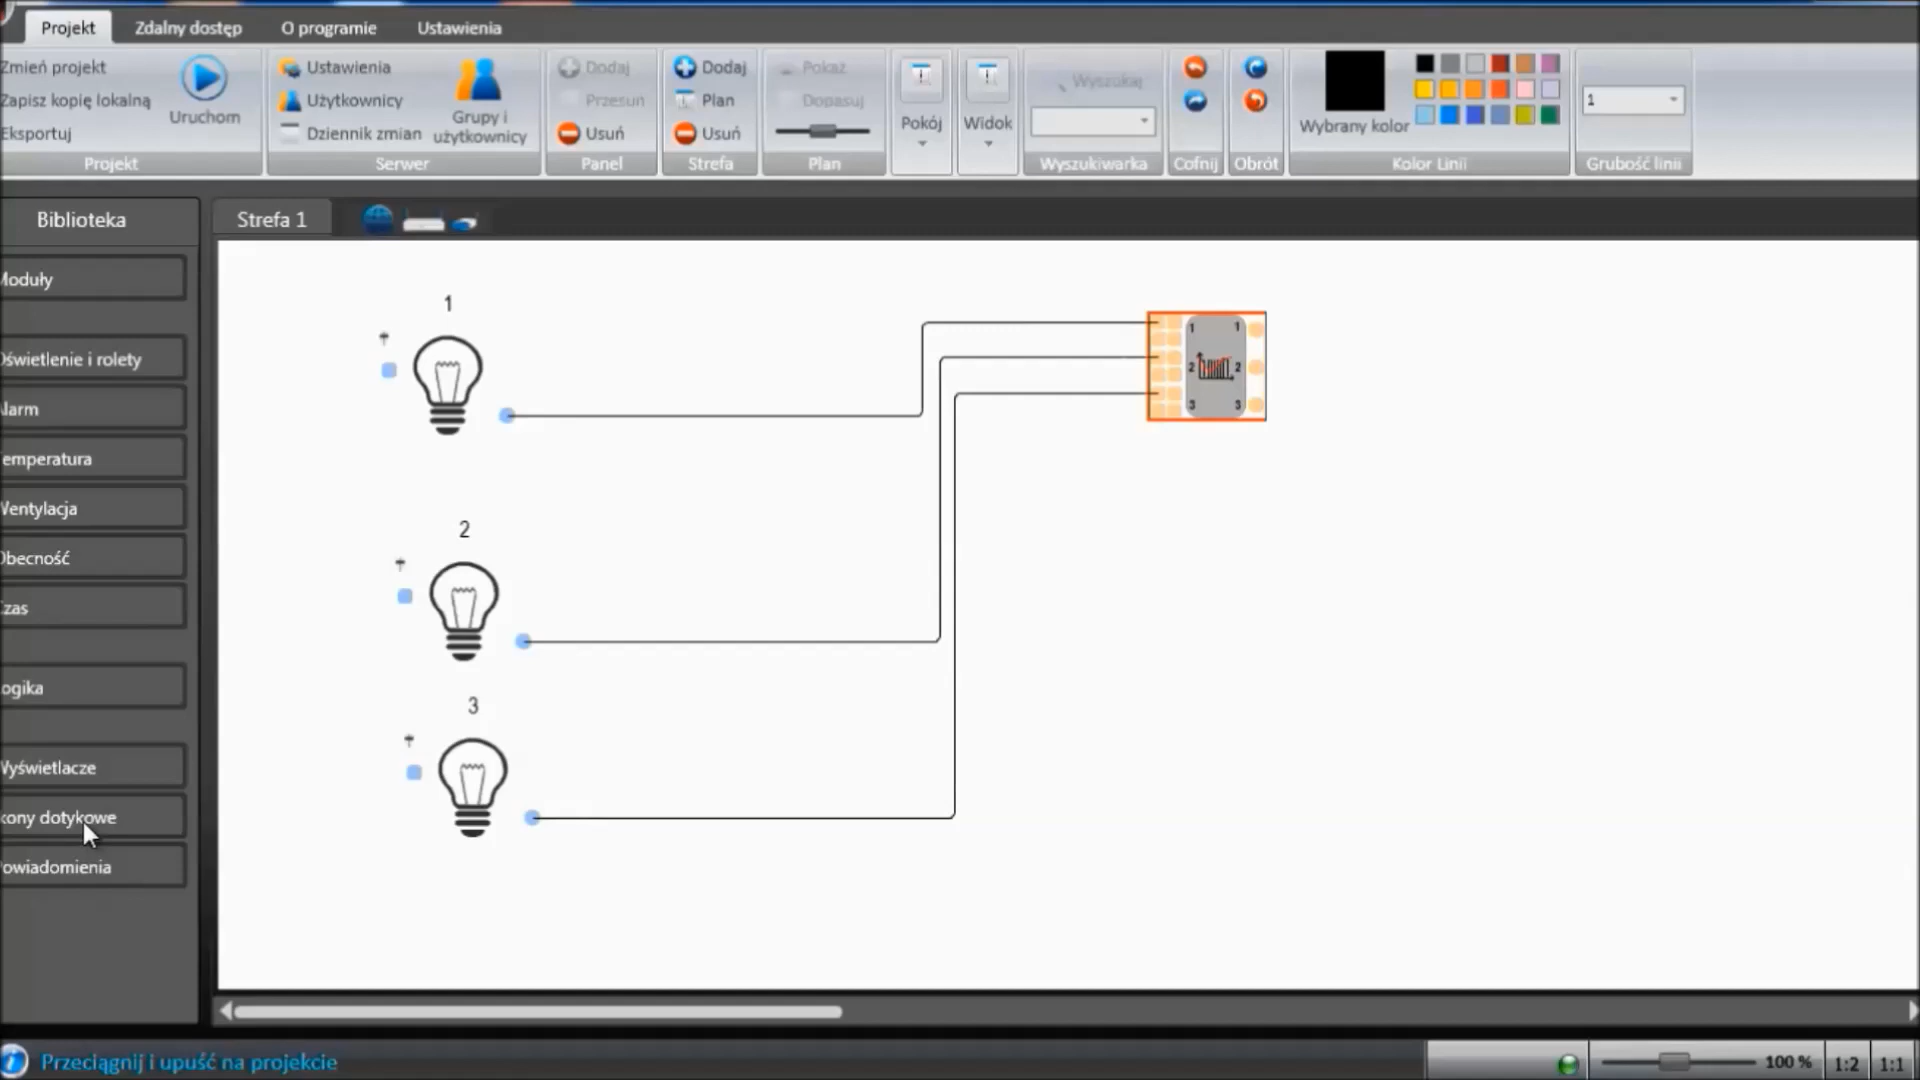 Projekt Zdalny dostęp O programie Ustawienia
Zmień projekt
Zapisz kopię lokalną
Eksportuj
Uruchom
Projekt
Ustawienia
Użytkownicy
Dziennik zmian
Grupy i
użytkownicy
Serwer
Dodaj
Przesuń
Usuń
Panel
Dodaj
Plan
Usuń
Strefa
Pokaż
Dopasuj
Plan
Pokój
Widok
Wyszukaj
Wyszukiwarka
Cofnij
Obrót
Wybrany kolor
Kolor Linii
1
Grubość linii
Biblioteka
Moduły
Oświetlenie i rolety
Alarm
Temperatura
Wentylacja
Obecność
Czas
ogika
Wyświetlacze
kony dotykowe
owiadomienia
Strefa 1
1
2
3
1 1
2 2
3 3
Przeciągnij i upuść na projekcie
100 % 1:2 1:1